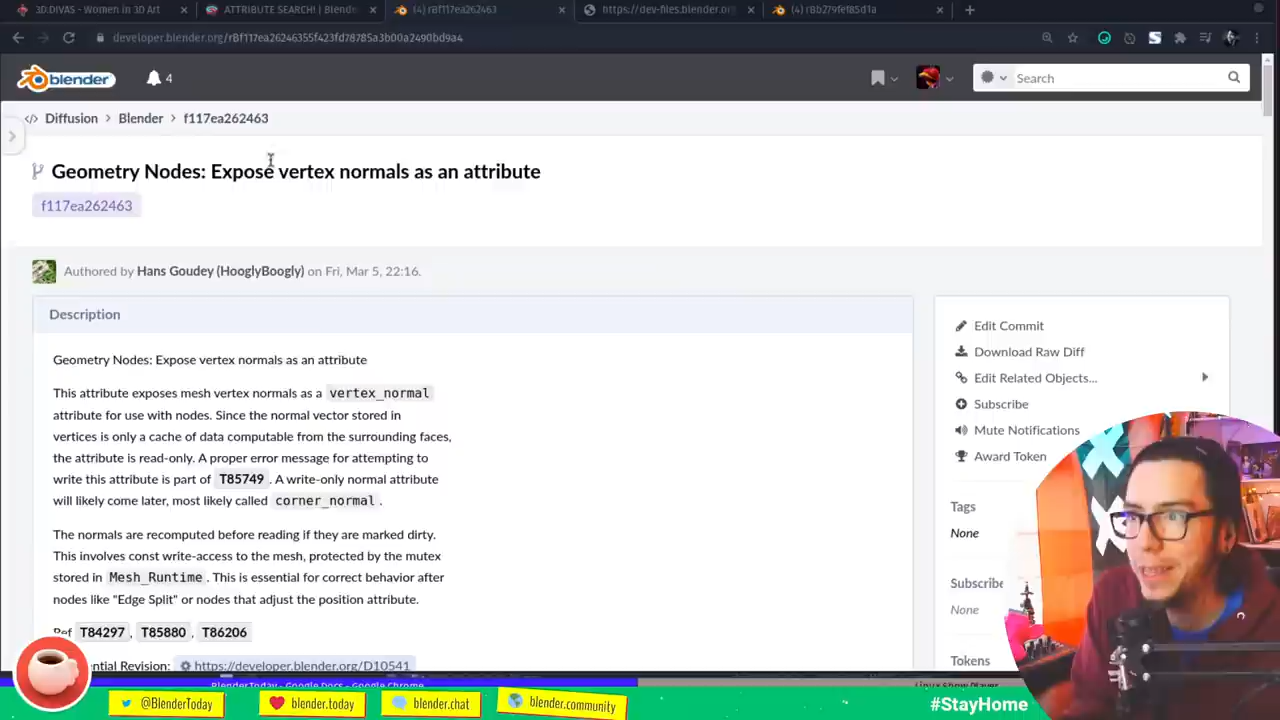 3D:DIVAS - Women in 3D Art
ATTRIBUTE SEARCH! | Blende
(4) rBf117ea262463
https://dev-files.blender.org/
(4) rBb279fef85d1a
developer.blender.org/rBf117ea26246355f423fd78785a3b00a2490bd9a4
blender
4
Search
Diffusion > Blender > f117ea262463
Geometry Nodes: Expose vertex normals as an attribute
f117ea262463
Authored by Hans Goudey (HooglyBoogly) on Fri, Mar 5, 22:16.
Description
Geometry Nodes: Expose vertex normals as an attribute
This attribute exposes mesh vertex normals as a vertex_normal
attribute for use with nodes. Since the normal vector stored in
vertices is only a cache of data computable from the surrounding faces,
the attribute is read-only. A proper error message for attempting to
write this attribute is part of T85749 . A write-only normal attribute
will likely come later, most likely called corner_normal .
The normals are recomputed before reading if they are marked dirty.
This involves const write-access to the mesh, protected by the mutex
stored in Mesh_Runtime . This is essential for correct behavior after
nodes like "Edge Split" or nodes that adjust the position attribute.
Ref T84297 , T85880 , T86206
ential Revision: https://developer.blender.org/D10541
Edit Commit
Download Raw Diff
Edit Related Objects...
Subscribe
Mute Notifications
Award Token
Tags
None
Subscribe
None
Tokens
BlenderToday - Google Docs - Google Chrome
@BlenderToday
blender.today
blender.chat
blender.community
#StayHome